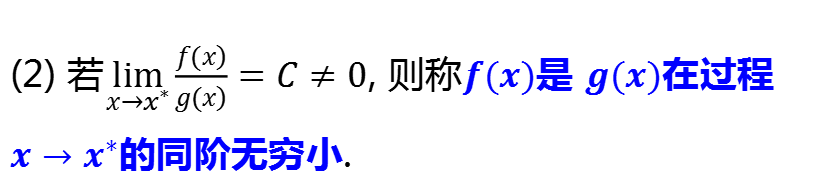 (2) 若 lim_{x→x*} f(x)/g(x) = C ≠ 0, 则称f(x)是 g(x)在过程
x → x*的同阶无穷小.